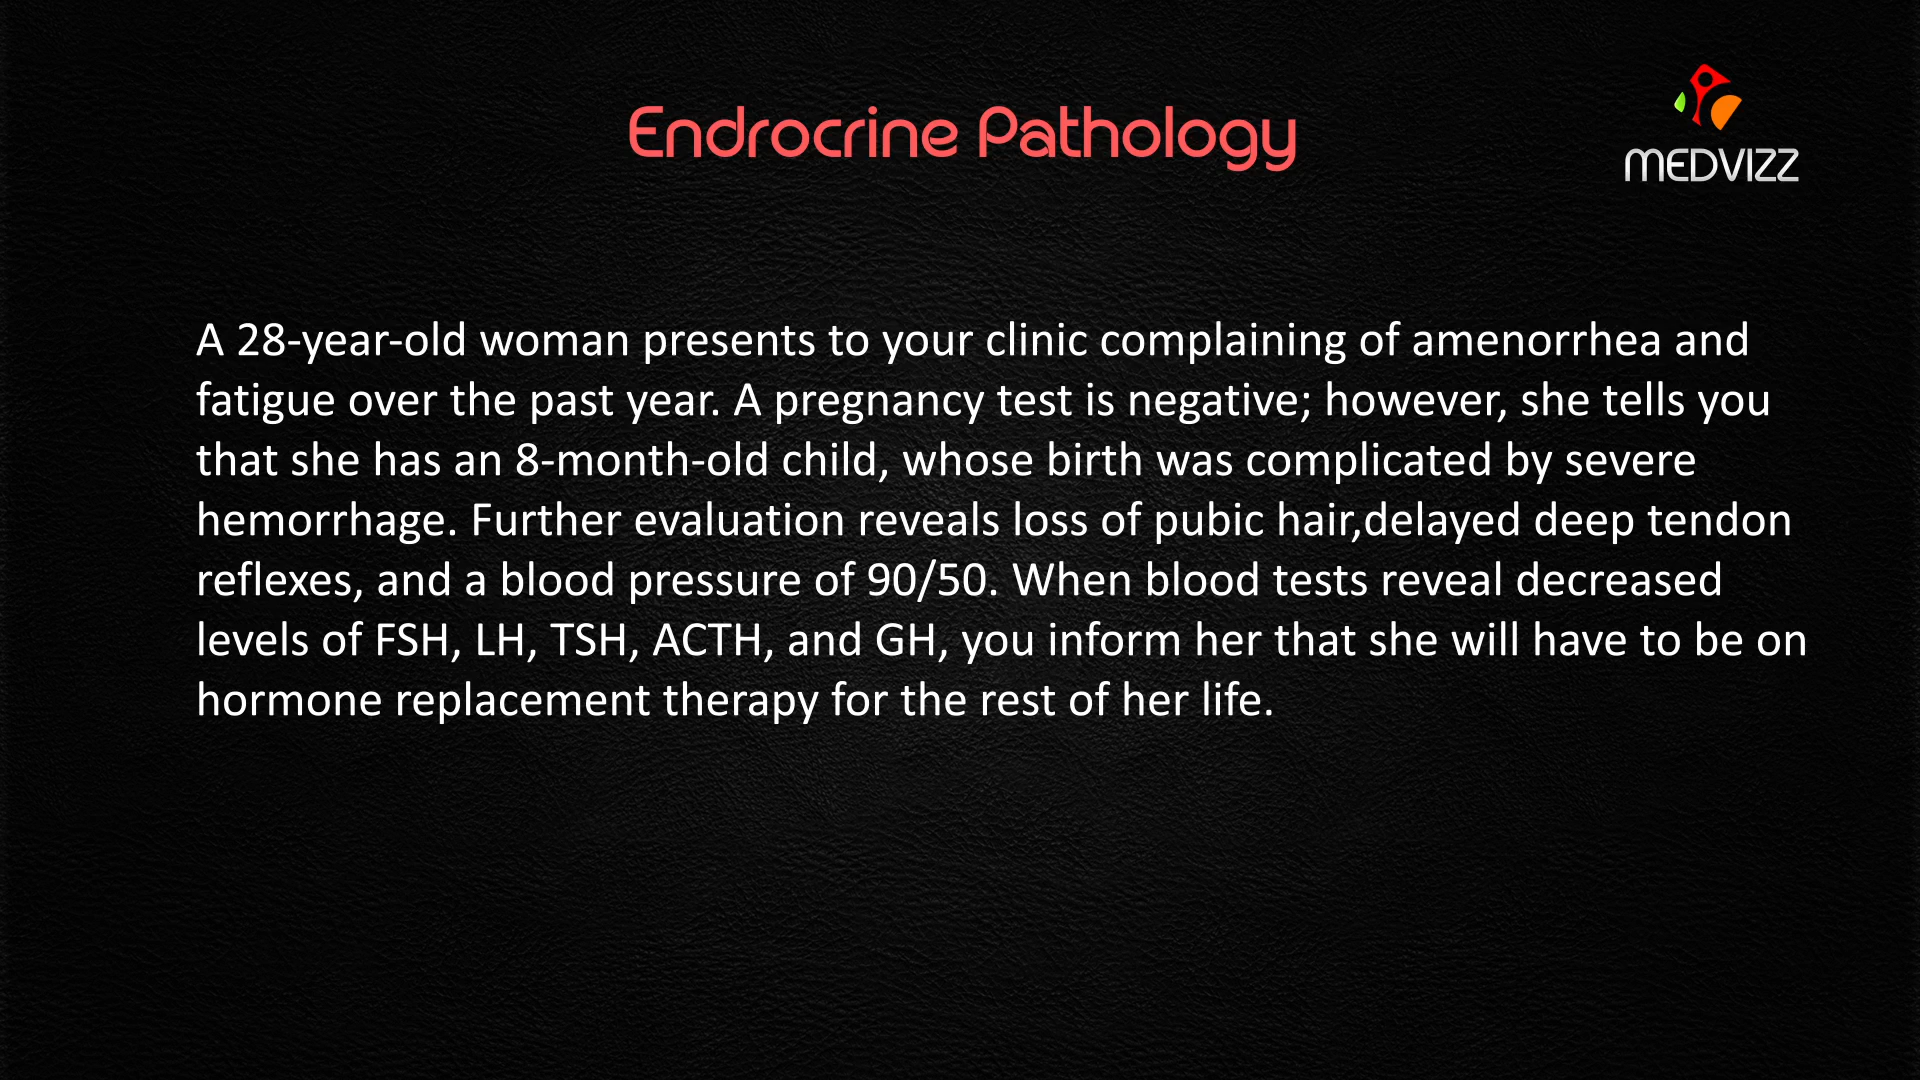 Endrocrine Pathology
MEDVIZZ
A 28-year-old woman presents to your clinic complaining of amenorrhea and
fatigue over the past year. A pregnancy test is negative; however, she tells you
that she has an 8-month-old child, whose birth was complicated by severe
hemorrhage. Further evaluation reveals loss of pubic hair,delayed deep tendon
reflexes, and a blood pressure of 90/50. When blood tests reveal decreased
levels of FSH, LH, TSH, ACTH, and GH, you inform her that she will have to be on
hormone replacement therapy for the rest of her life.